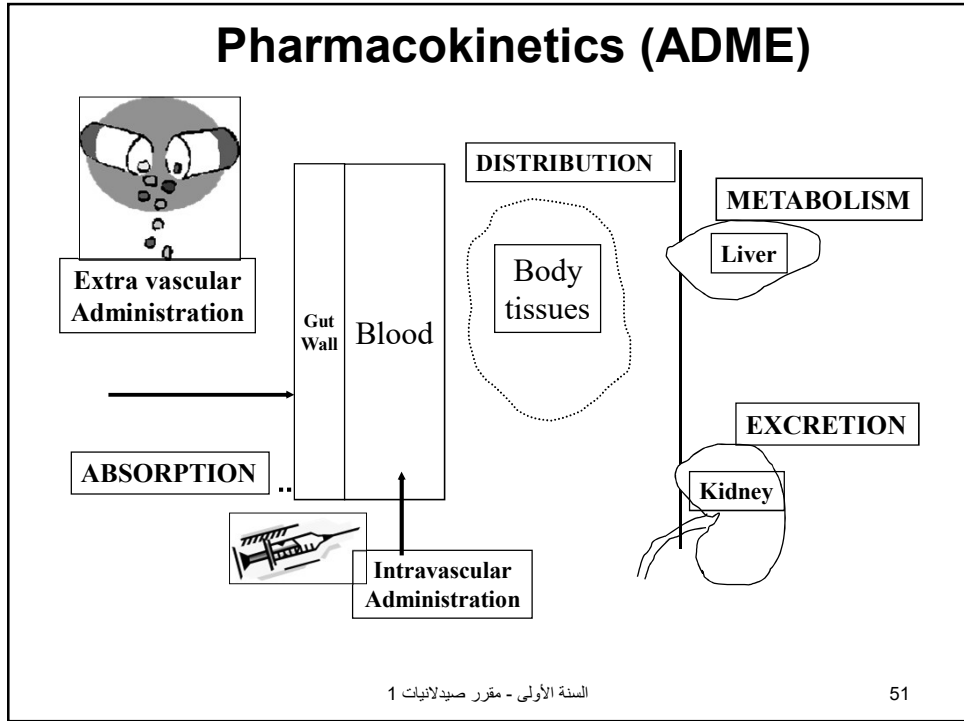 Pharmacokinetics (ADME)
Extra vascular
Administration
ABSORPTION
Gut
Wall
Blood
Intravascular
Administration
DISTRIBUTION
Body
tissues
METABOLISM
Liver
EXCRETION
Kidney
السنة الأولى - مقرر صيدلانيات 1
51